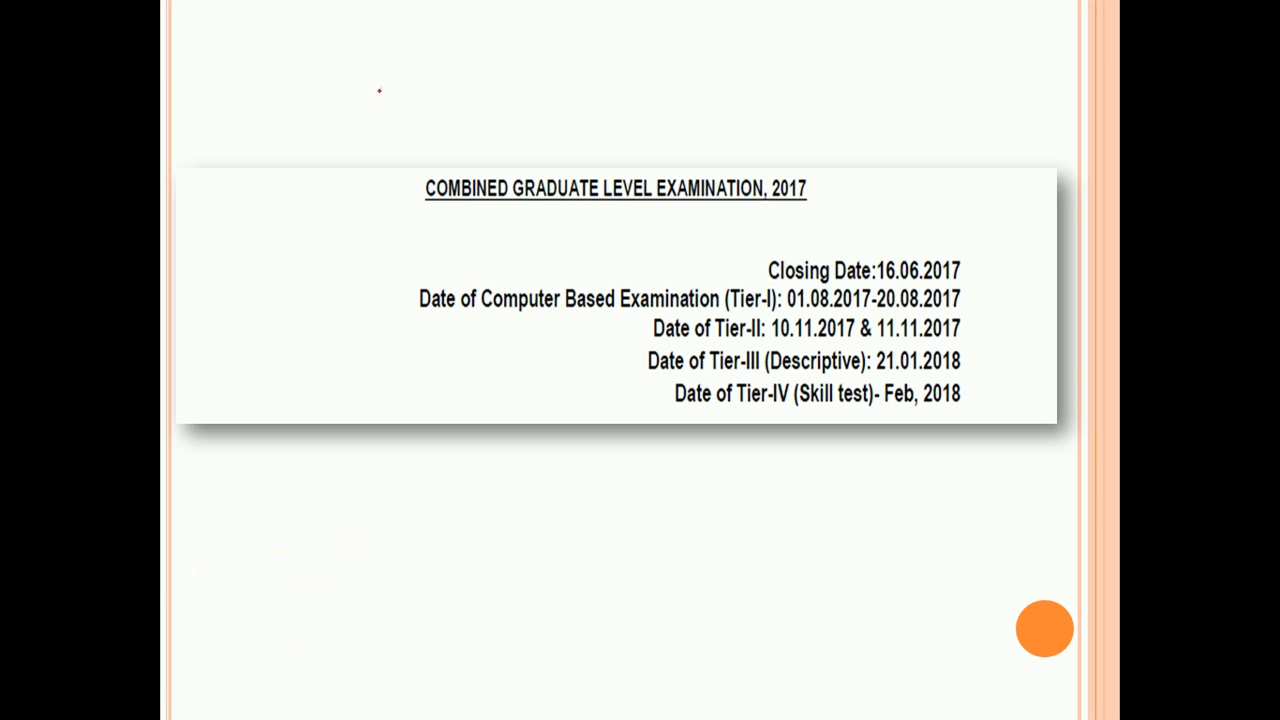 COMBINED GRADUATE LEVEL EXAMINATION, 2017
Closing Date:16.06.2017
Date of Computer Based Examination (Tier-I): 01.08.2017-20.08.2017
Date of Tier-II: 10.11.2017 & 11.11.2017
Date of Tier-III (Descriptive): 21.01.2018
Date of Tier-IV (Skill test)- Feb, 2018